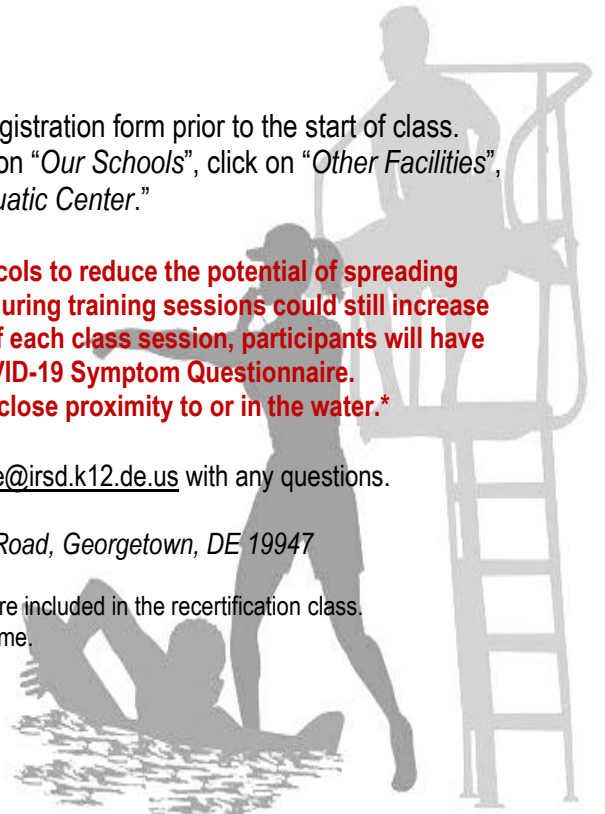 gistration form prior to the start of class.
on “Our Schools”, click on “Other Facilities”,
uatic Center.”
cols to reduce the potential of spreading
uring training sessions could still increase
f each class session, participants will have
VID-19 Symptom Questionnaire.
close proximity to or in the water.*
e@irsd.k12.de.us with any questions.
Road, Georgetown, DE 19947
re included in the recertification class.
me.